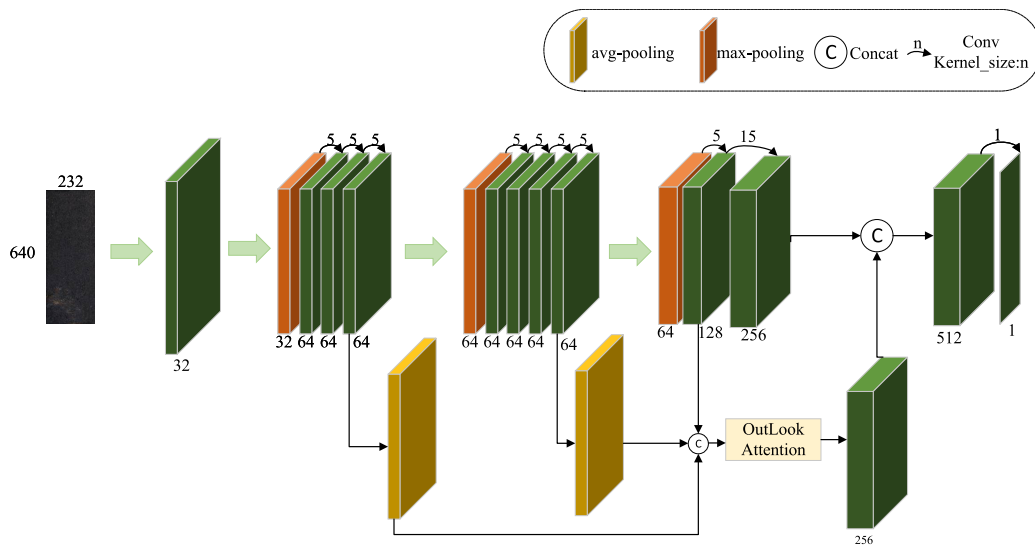 n
Conv
avg-pooling
max-pooling
C
Concat
Kernel_size:n
5 5 5
5 5 5 5
5
15
1
232
640
C
32
32 64 64 64
64 64 64 64 64
64 128 256
512
1
C
OutLook
Attention
256